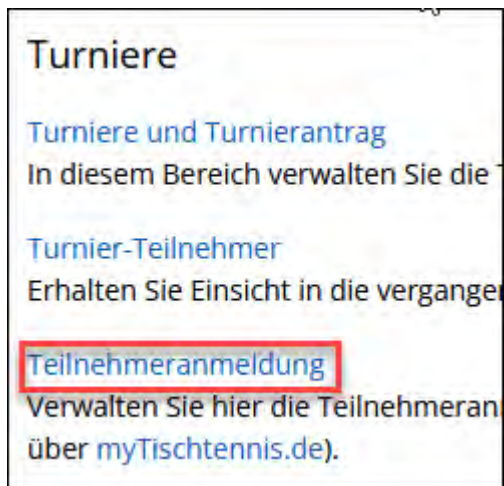 Turniere
Turniere und Turnierantrag
In diesem Bereich verwalten Sie die
Turnier-Teilnehmer
Erhalten Sie Einsicht in die
Teilnehmeranmeldung
Verwalten Sie hier die
über myTischtennis.de).